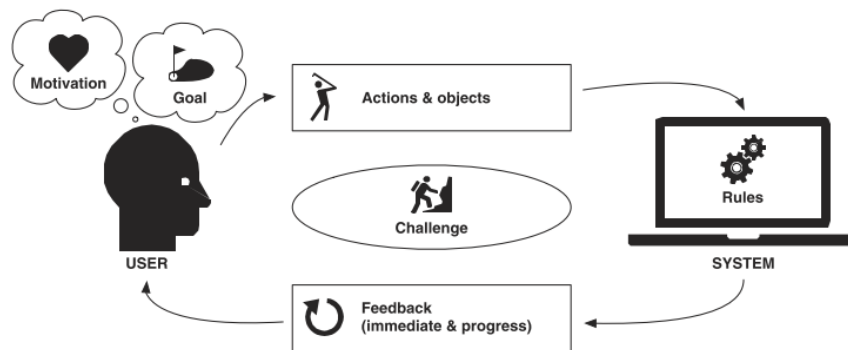 Motivation
Goal
Actions & objects
Challenge
Rules
USER
SYSTEM
Feedback
(immediate & progress)